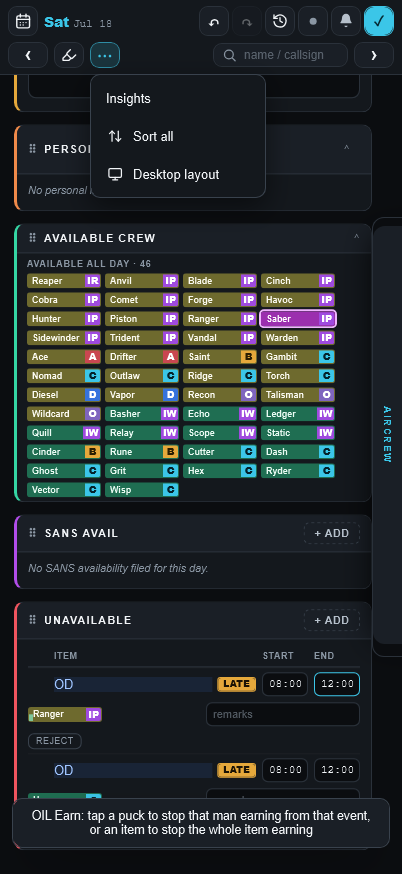 Sat Jul 18
name / callsign
Insights
Sort all
Desktop layout
PERSON
No personal
AVAILABLE CREW
AVAILABLE ALL DAY · 46
Reaper IR Anvil IP Blade IP Cinch IP
Cobra IP Comet IP Forge IP Havoc IP
Hunter IP Piston IP Ranger IP Saber IP
Sidewinder IP Trident IP Vandal IP Warden IP
Ace A Drifter A Saint B Gambit C
Nomad C Outlaw C Ridge C Torch C
Diesel D Vapor D Recon O Talisman O
Wildcard O Basher IW Echo IW Ledger IW
Quill IW Relay IW Scope IW Static IW
Cinder B Rune B Cutter C Dash C
Ghost C Grit C Hex C Ryder C
Vector C Wisp C
AIRCREW
SANS AVAIL + ADD
No SANS availability filed for this day.
UNAVAILABLE + ADD
ITEM START END
OD LATE 08:00 12:00
Ranger IP remarks
REJECT
OD LATE 08:00 12:00
OIL Earn: tap a puck to stop that man earning from that event,
or an item to stop the whole item earning